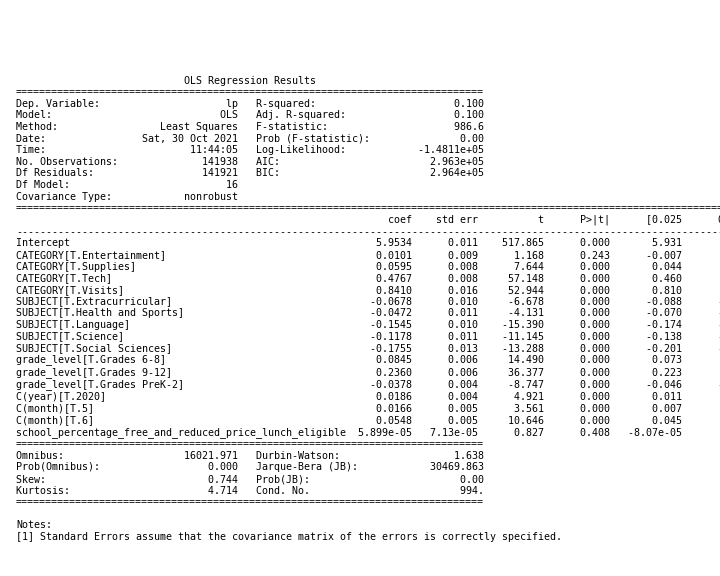 OLS Regression Results
==============================================================================
Dep. Variable:                     lp   R-squared:                       0.100
Model:                            OLS   Adj. R-squared:                  0.100
Method:                 Least Squares   F-statistic:                     986.6
Date:                Sat, 30 Oct 2021   Prob (F-statistic):               0.00
Time:                        11:44:05   Log-Likelihood:            -1.4811e+05
No. Observations:              141938   AIC:                         2.963e+05
Df Residuals:                  141921   BIC:                         2.964e+05
Df Model:                          16
Covariance Type:            nonrobust
==============================================================================
coef    std err          t      P>|t|      [0.025
------------------------------------------------------------------------------
Intercept                                           5.9534      0.011    517.865      0.000       5.931
CATEGORY[T.Entertainment]                           0.0101      0.009      1.168      0.243      -0.007
CATEGORY[T.Supplies]                                0.0595      0.008      7.644      0.000       0.044
CATEGORY[T.Tech]                                    0.4767      0.008     57.148      0.000       0.460
CATEGORY[T.Visits]                                  0.8410      0.016     52.944      0.000       0.810
SUBJECT[T.Extracurricular]                         -0.0678      0.010     -6.678      0.000      -0.088
SUBJECT[T.Health and Sports]                       -0.0472      0.011     -4.131      0.000      -0.070
SUBJECT[T.Language]                                -0.1545      0.010    -15.390      0.000      -0.174
SUBJECT[T.Science]                                 -0.1178      0.011    -11.145      0.000      -0.138
SUBJECT[T.Social Sciences]                         -0.1755      0.013    -13.288      0.000      -0.201
grade_level[T.Grades 6-8]                           0.0845      0.006     14.490      0.000       0.073
grade_level[T.Grades 9-12]                          0.2360      0.006     36.377      0.000       0.223
grade_level[T.Grades PreK-2]                       -0.0378      0.004     -8.747      0.000      -0.046
C(year)[T.2020]                                     0.0186      0.004      4.921      0.000       0.011
C(month)[T.5]                                       0.0166      0.005      3.561      0.000       0.007
C(month)[T.6]                                       0.0548      0.005     10.646      0.000       0.045
school_percentage_free_and_reduced_price_lunch_eligible  5.899e-05   7.13e-05      0.827      0.408   -8.07e-05
==============================================================================
Omnibus:                    16021.971   Durbin-Watson:                   1.638
Prob(Omnibus):                  0.000   Jarque-Bera (JB):            30469.863
Skew:                           0.744   Prob(JB):                         0.00
Kurtosis:                       4.714   Cond. No.                         994.
==============================================================================
Notes:
[1] Standard Errors assume that the covariance matrix of the errors is correctly specified.